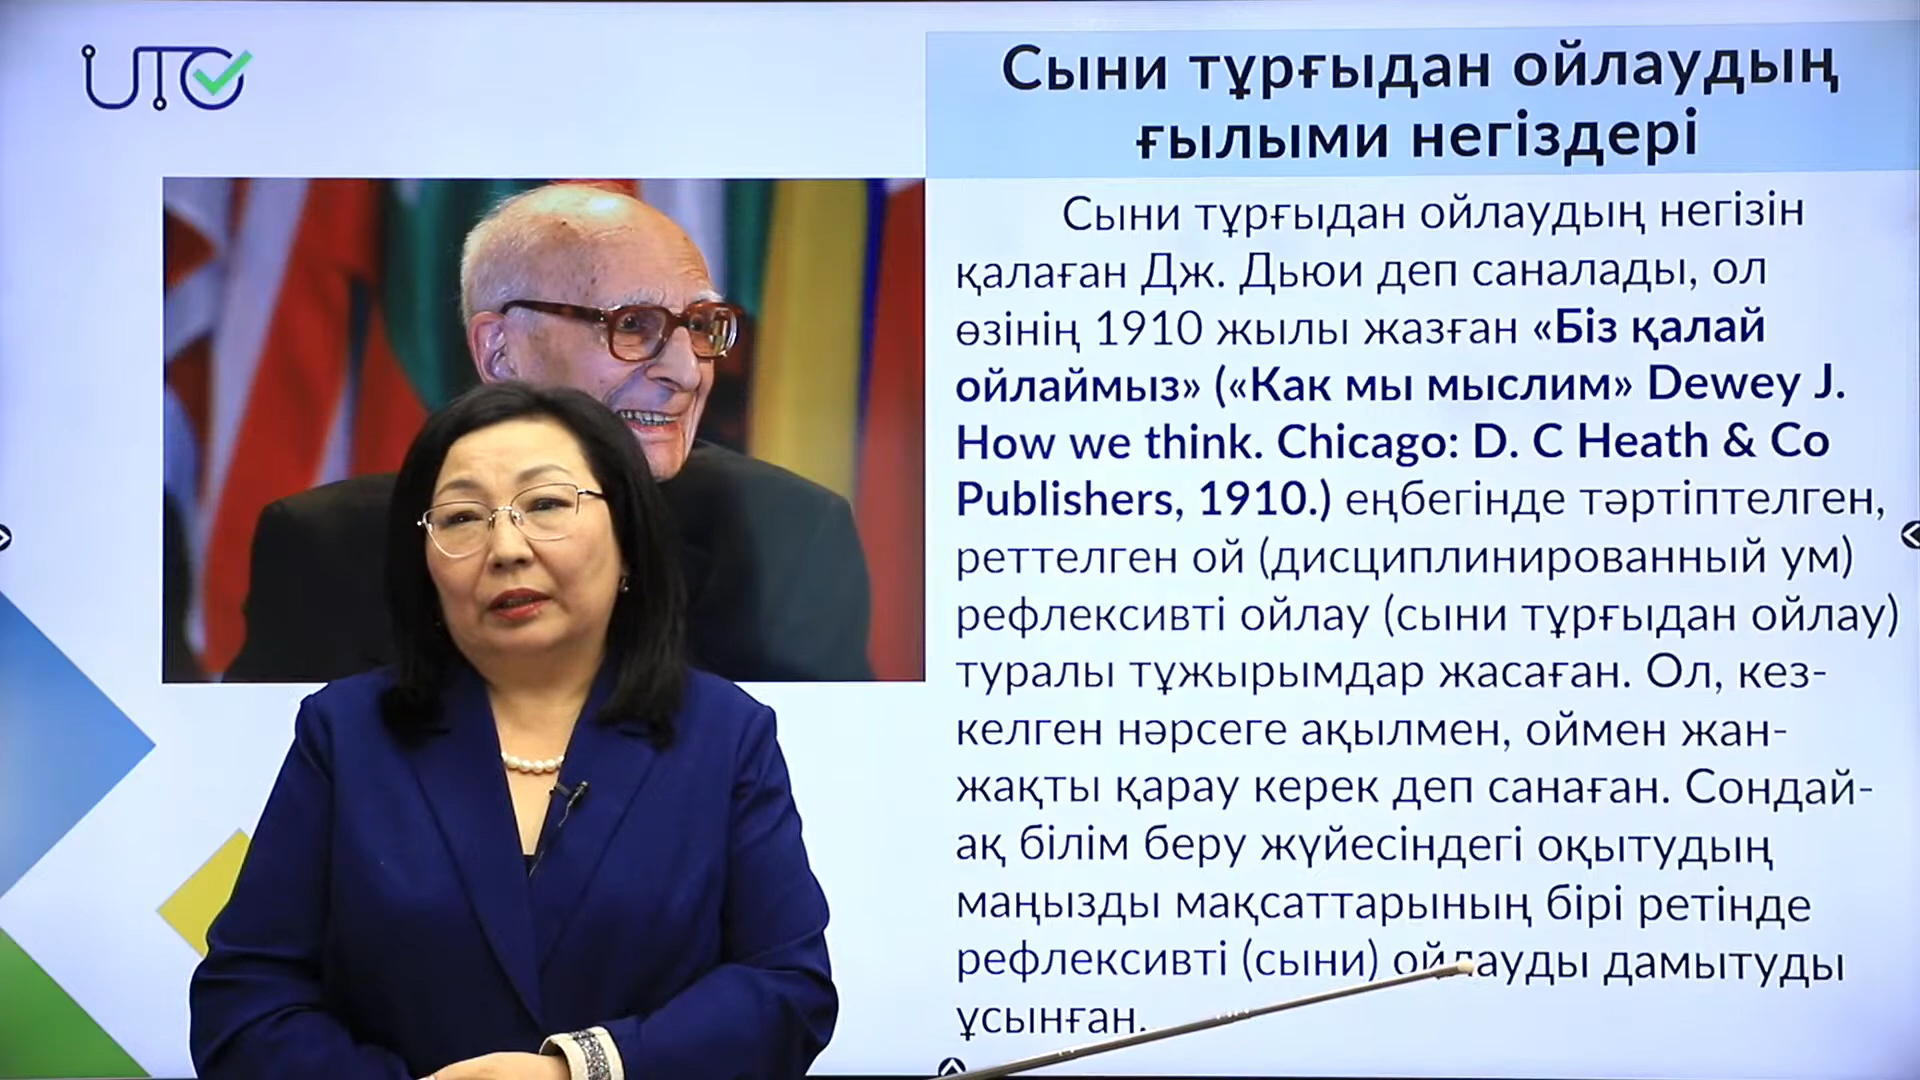 UTO
Сыни тұрғыдан ойлаудың
ғылыми негіздері
Сыни тұрғыдан ойлаудың негізін
қалаған Дж. Дьюи деп саналады, ол
өзінің 1910 жылы жазған «Біз қалай
ойлаймыз» («Как мы мыслим» Dewey J.
How we think. Chicago: D. C Heath & Co
Publishers, 1910.) еңбегінде тәртіптелген,
реттелген ой (дисциплинированный ум)
рефлексивті ойлау (сыни тұрғыдан ойлау)
туралы тұжырымдар жасаған. Ол, кез-
келген нәрсеге ақылмен, оймен жан-
жақты қарау керек деп санаған. Сондай-
ақ білім беру жүйесіндегі оқытудың
маңызды мақсаттарының бірі ретінде
рефлексивті (сыни) ойлауды дамытуды
ұсынған.